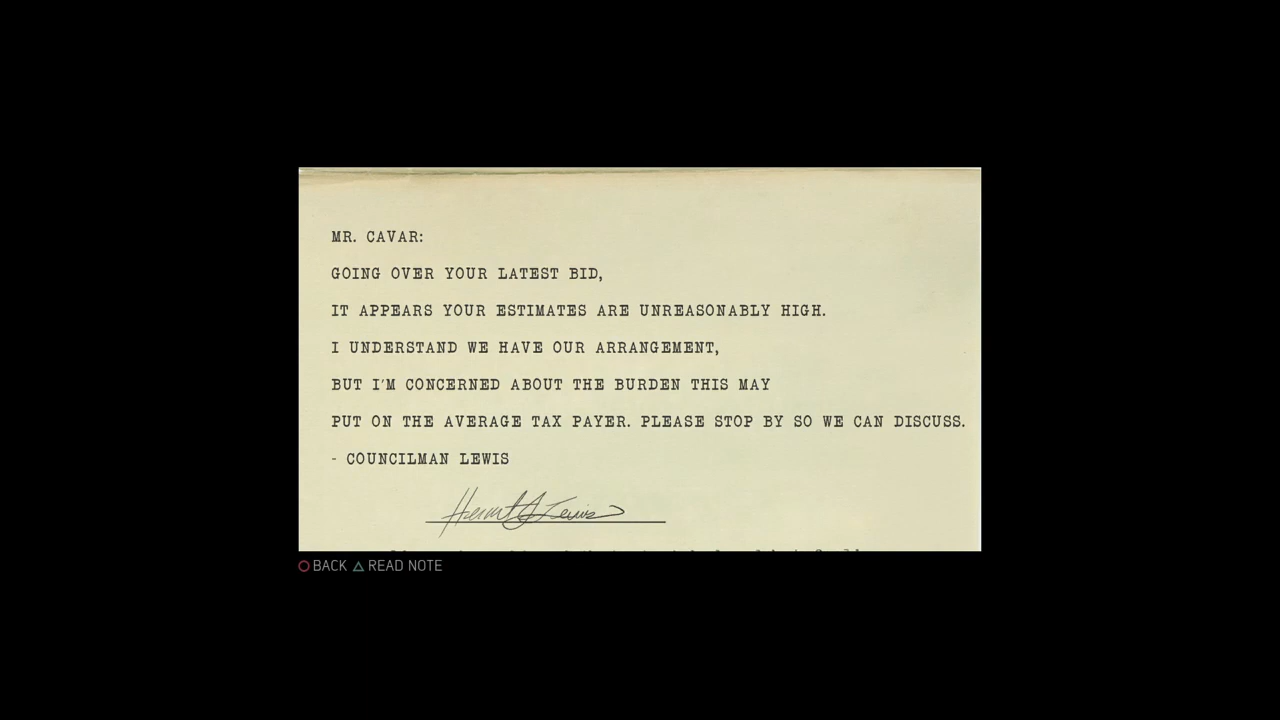 MR. CAVAR:
GOING OVER YOUR LATEST BID,
IT APPEARS YOUR ESTIMATES ARE UNREASONABLY HIGH.
I UNDERSTAND WE HAVE OUR ARRANGEMENT,
BUT I'M CONCERNED ABOUT THE BURDEN THIS MAY
PUT ON THE AVERAGE TAX PAYER. PLEASE STOP BY SO WE CAN DISCUSS.
- COUNCILMAN LEWIS
Lewis
BACK READ NOTE